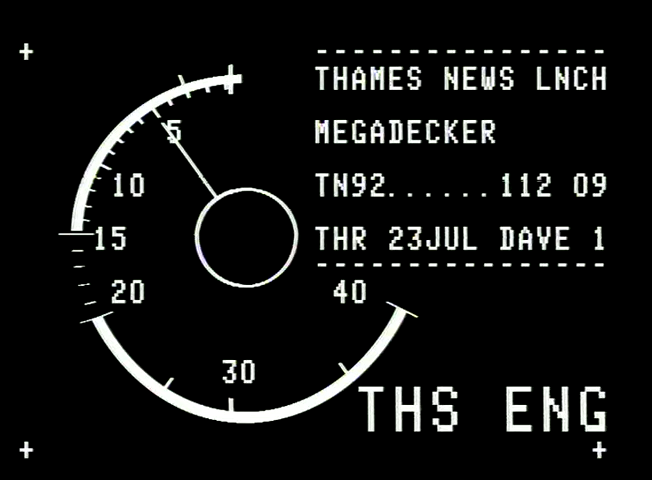 ----------------
THAMES NEWS LNCH
MEGADECKER
TN92......112 09
THR 23JUL DAVE 1
----------------
5
10
15
20
30
40
THS ENG